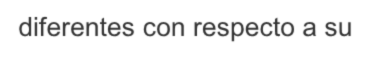 diferentes con respecto a su